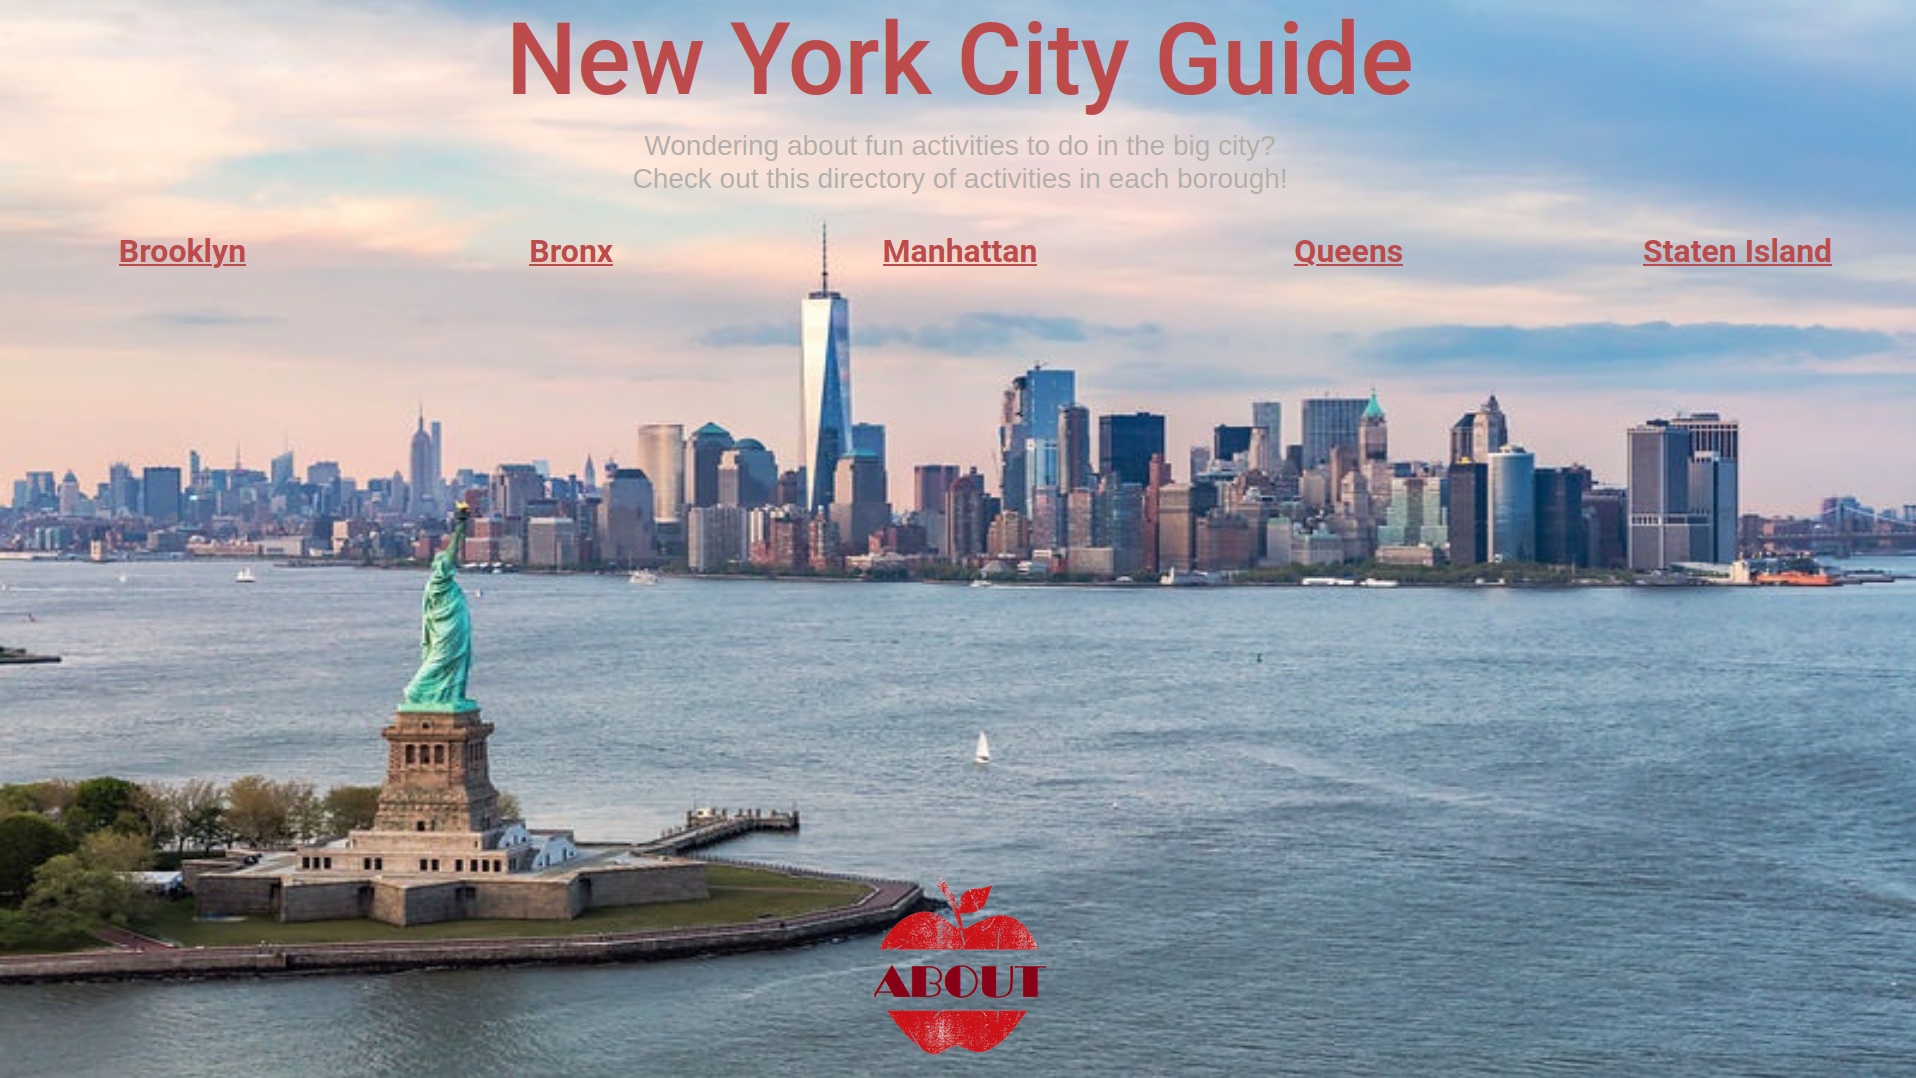 New York City Guide
Wondering about fun activities to do in the big city?
Check out this directory of activities in each borough!
Brooklyn Bronx Manhattan Queens Staten Island
ABOUT